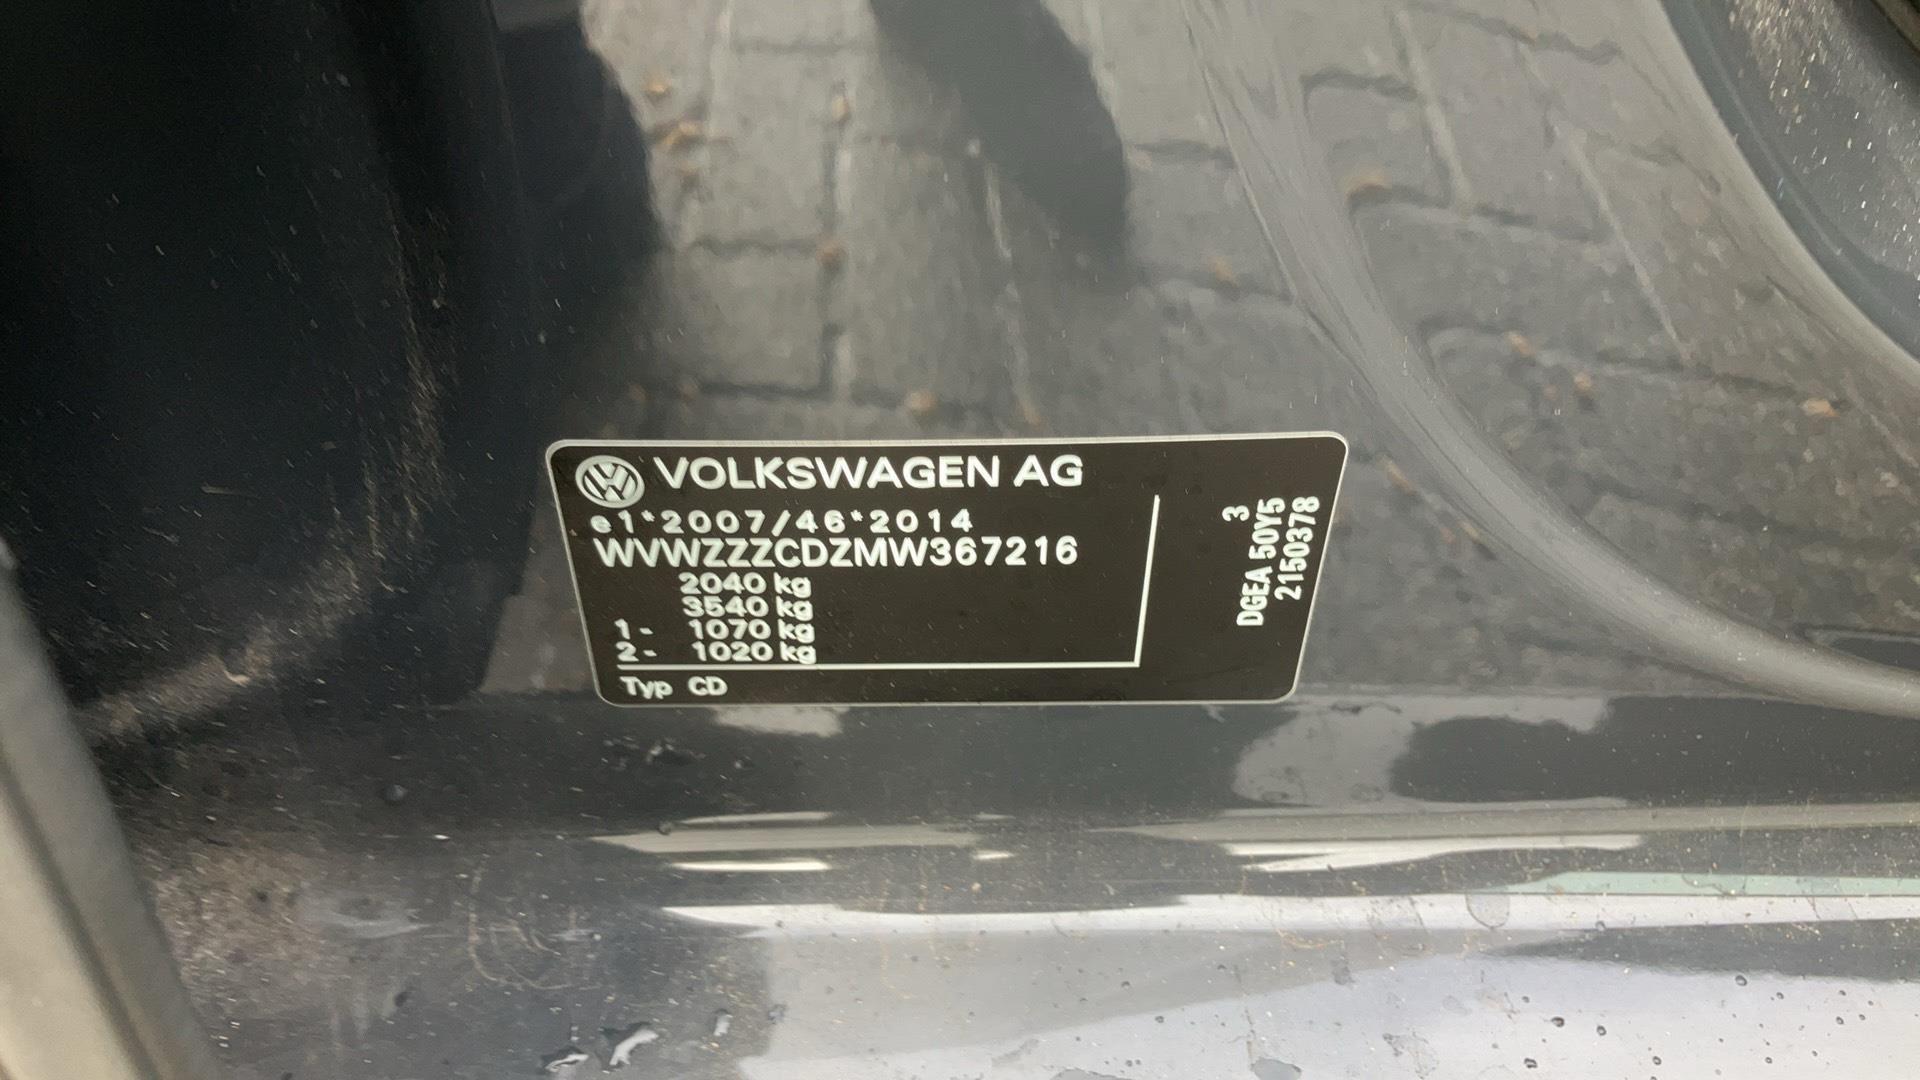 VOLKSWAGEN AG
e1*2007/46*2014
WVWZZZCDZMW367216
2040 kg
3540 kg
1- 1070 kg
2- 1020 kg
Typ CD
3
DGEA 50Y5
2150378